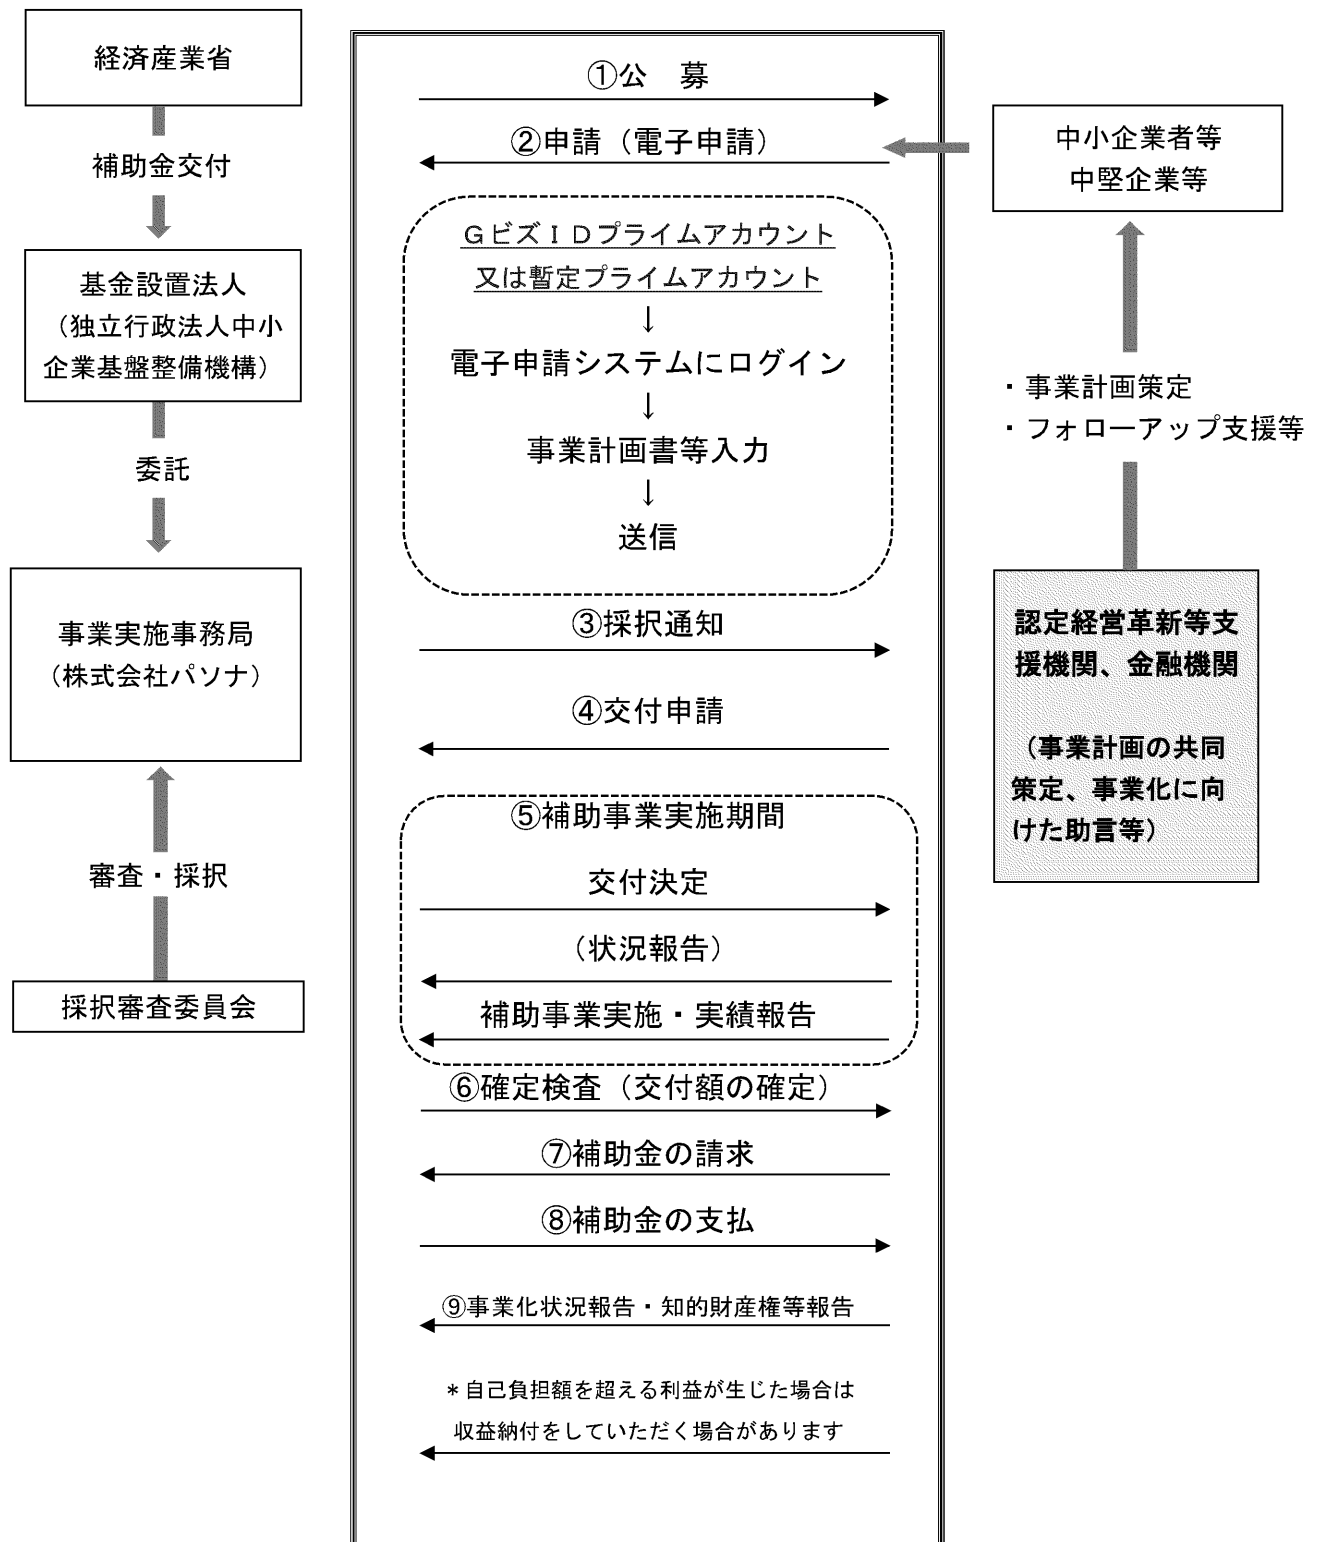 経済産業省
補助金交付
基金設置法人
（独立行政法人中小
企業基盤整備機構）
委託
事業実施事務局
（株式会社パソナ）
審査・採択
採択審査委員会
①公　募
②申請（電子申請）
ＧビズＩＤプライムアカウント
又は暫定プライムアカウント
↓
電子申請システムにログイン
↓
事業計画書等入力
↓
送信
③採択通知
④交付申請
⑤補助事業実施期間
交付決定
（状況報告）
補助事業実施・実績報告
⑥確定検査（交付額の確定）
⑦補助金の請求
⑧補助金の支払
⑨事業化状況報告・知的財産権等報告
＊自己負担額を超える利益が生じた場合は
収益納付をしていただく場合があります
中小企業者等
中堅企業等
・事業計画策定
・フォローアップ支援等
認定経営革新等支
援機関、金融機関
（事業計画の共同
策定、事業化に向
けた助言等）